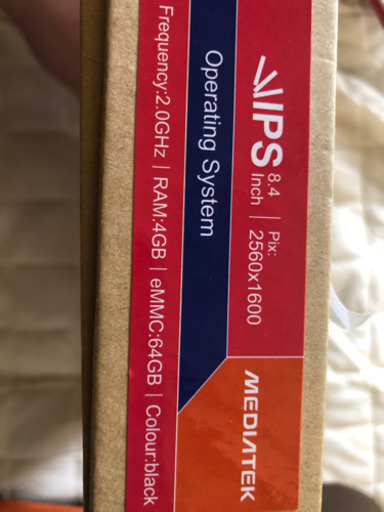 IPS 8.4 Inch | Pix: 2560x1600
MEDIATEK
Operating System
Frequency:2.0GHz | RAM:4GB | eMMC:64GB | Colour:black